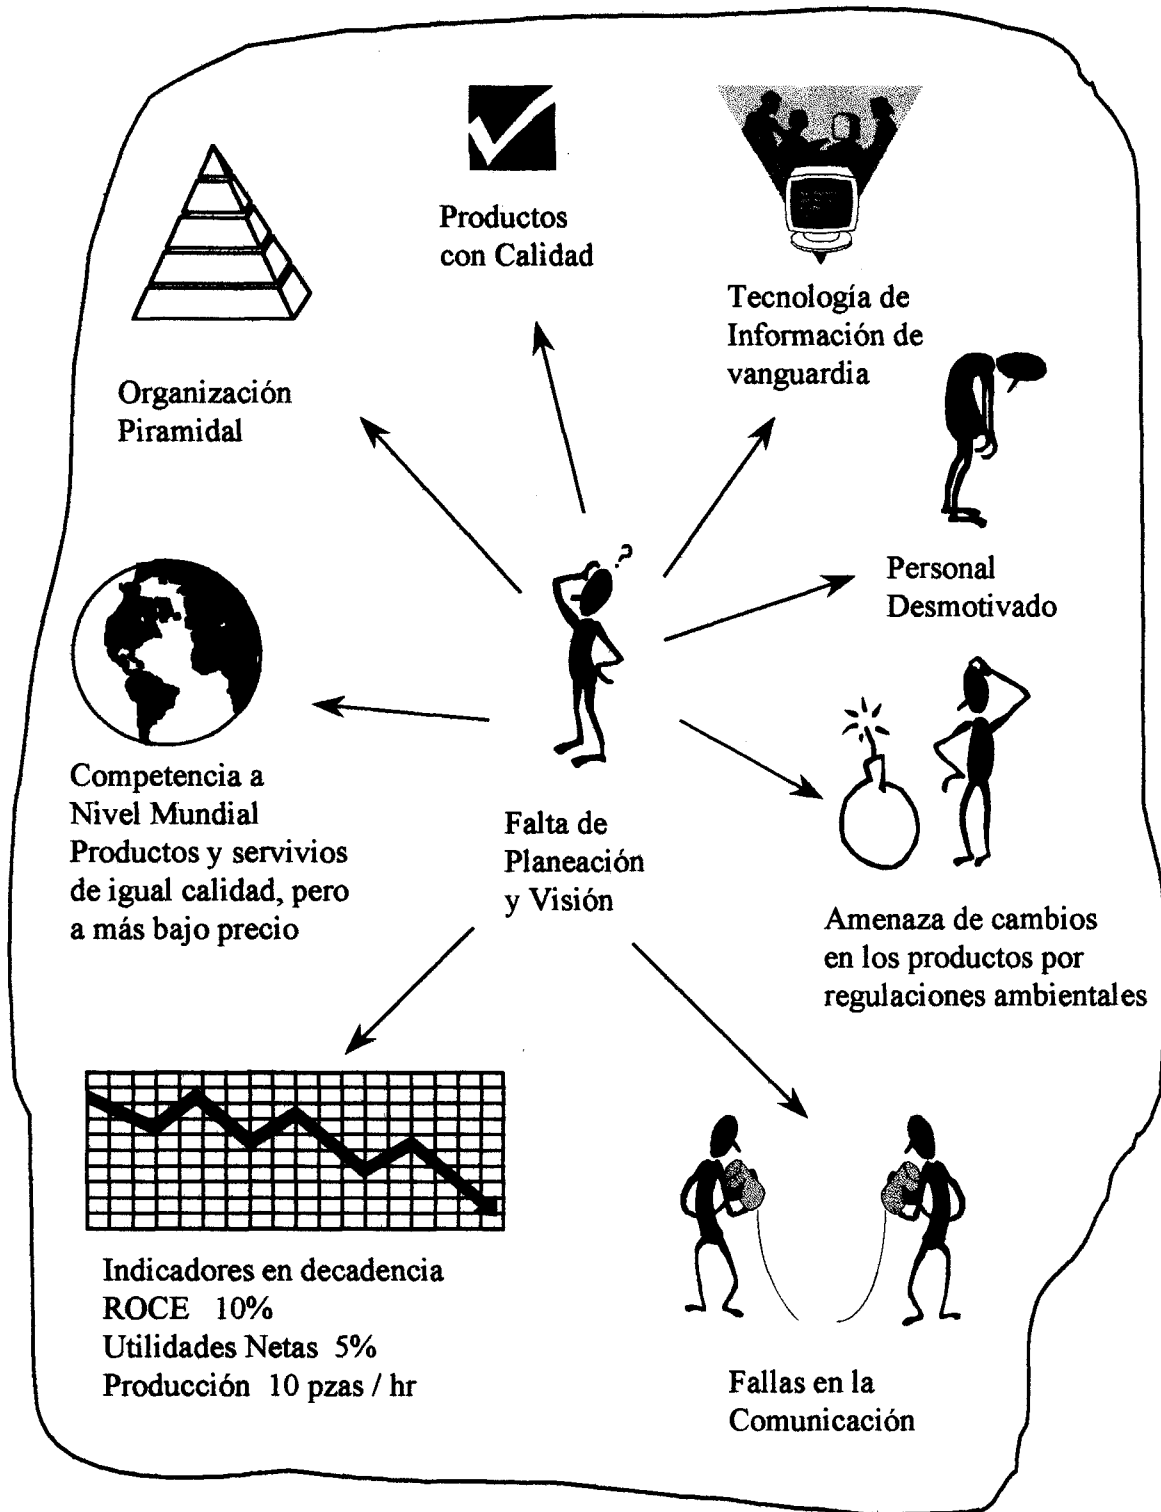 Productos
con Calidad
Tecnología de
Información de
vanguardia
Organización
Piramidal
?
Personal
Desmotivado
Competencia a
Nivel Mundial
Productos y servivios
de igual calidad, pero
a más bajo precio
Falta de
Planeación
y Visión
Amenaza de cambios
en los productos por
regulaciones ambientales
Indicadores en decadencia
ROCE 10%
Utilidades Netas 5%
Producción 10 pzas / hr
Fallas en la
Comunicación